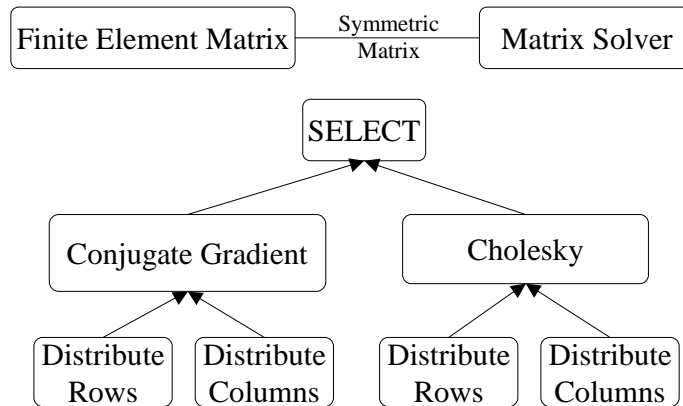 Finite Element Matrix
Symmetric
Matrix
Matrix Solver
SELECT
Conjugate Gradient
Cholesky
Distribute
Rows
Distribute
Columns
Distribute
Rows
Distribute
Columns